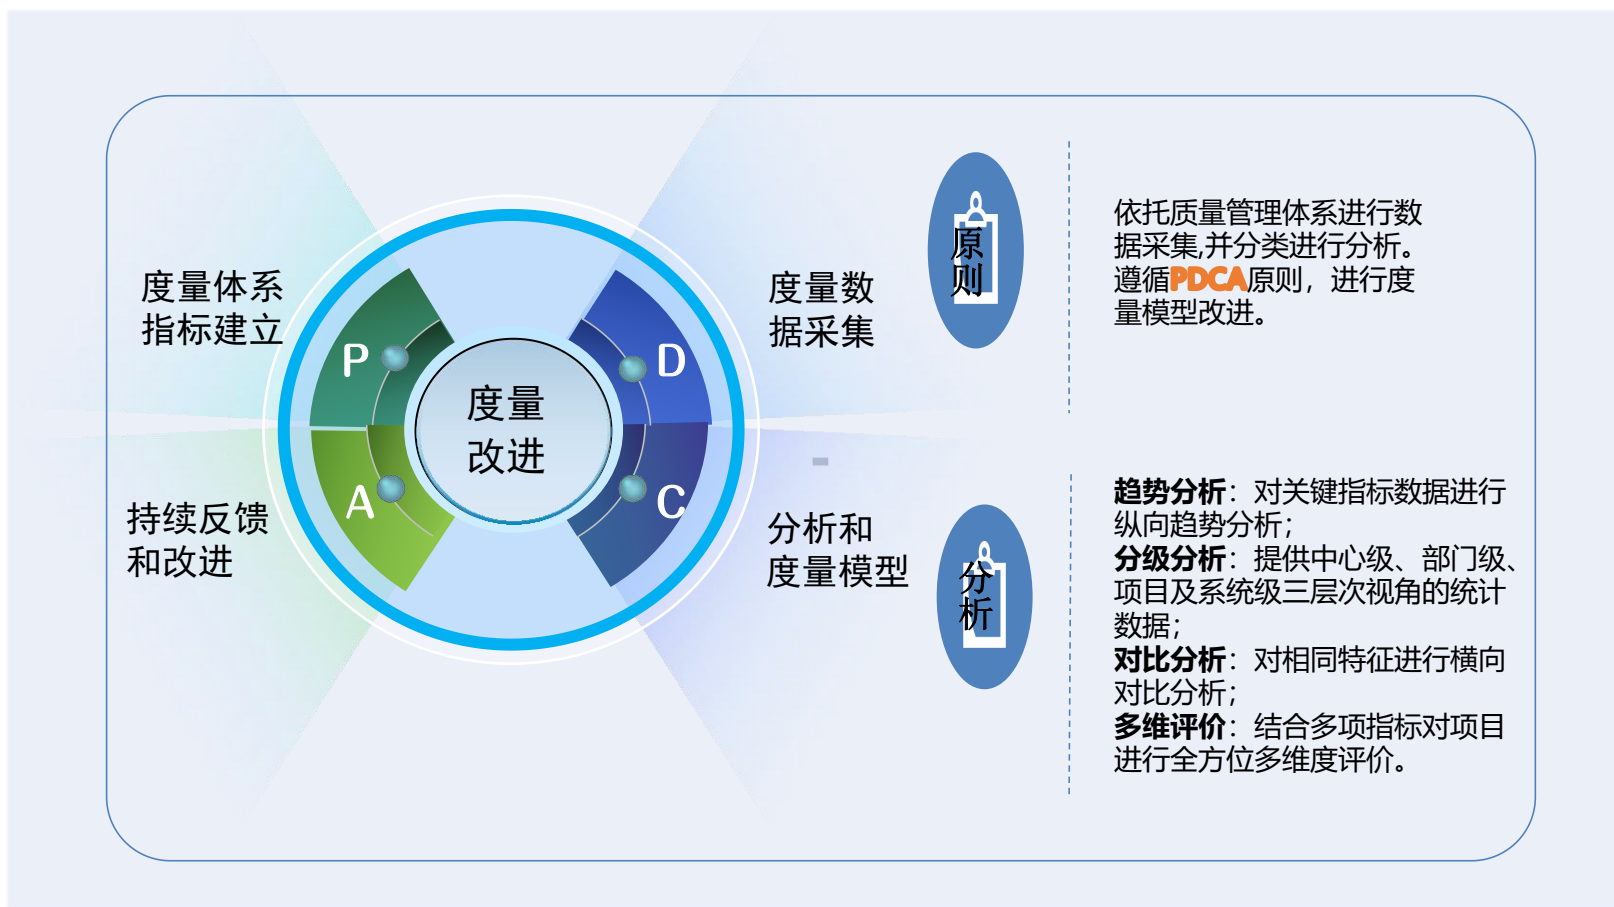 度量体系
指标建立
P
度量数
据采集
D
度量
改进
持续反馈
和改进
A
分析和
度量模型
C
原
则
依托质量管理体系进行数
据采集,并分类进行分析。
遵循PDCA原则，进行度
量模型改进。
分
析
趋势分析：对关键指标数据进行
纵向趋势分析；
分级分析：提供中心级、部门级、
项目及系统级三层次视角的统计
数据；
对比分析：对相同特征进行横向
对比分析；
多维评价：结合多项指标对项目
进行全方位多维度评价。